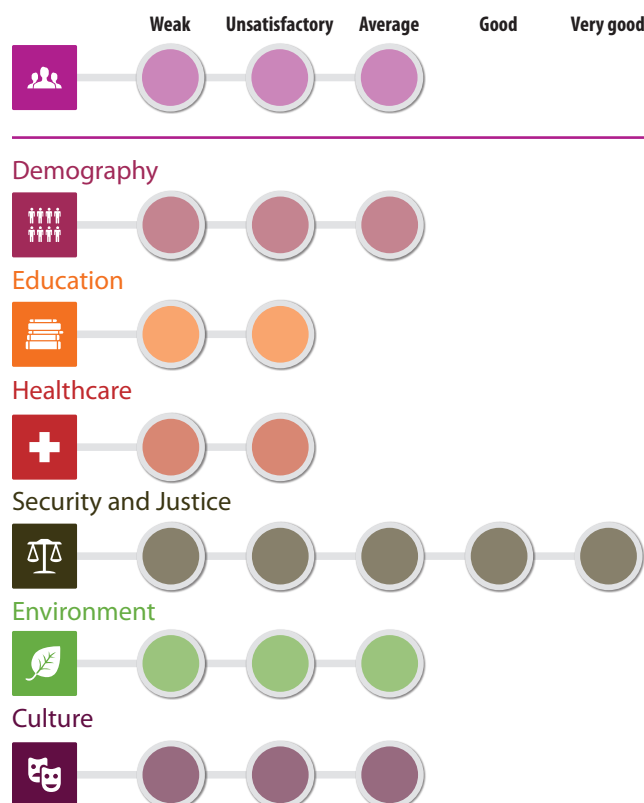 Weak Unsatisfactory Average Good Very good
Demography
Education
Healthcare
Security and Justice
Environment
Culture